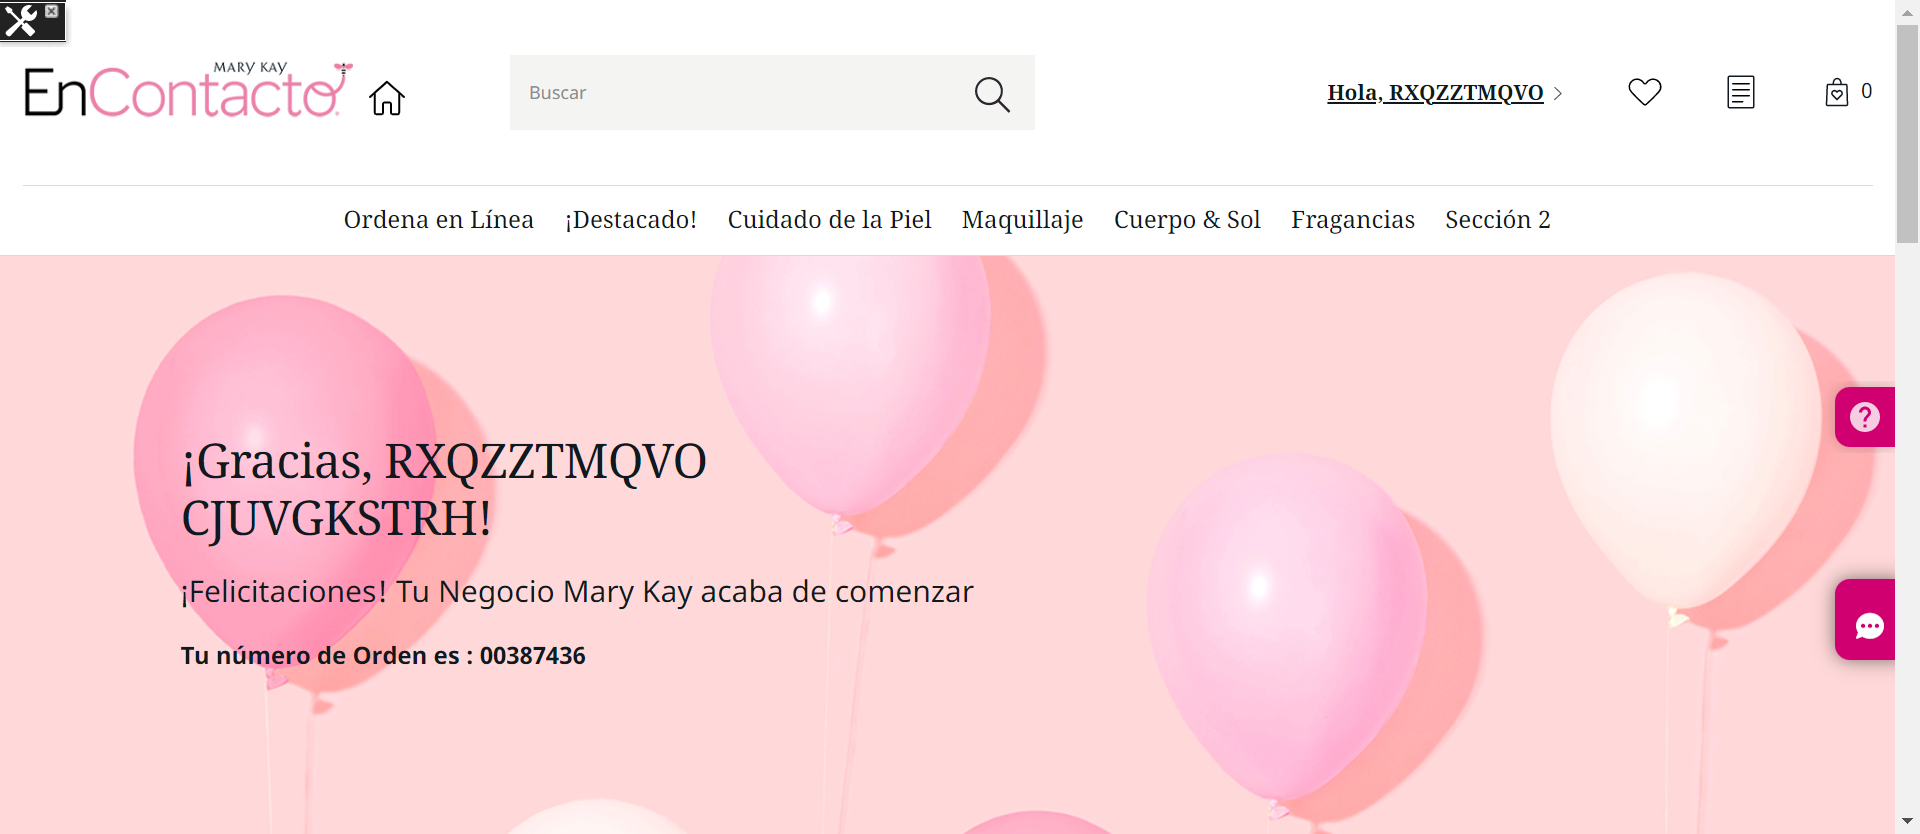 MARY KAY
EnContacto
Buscar
Hola, RXQZZTMQVO
0
Ordena en Línea ¡Destacado! Cuidado de la Piel Maquillaje Cuerpo & Sol Fragancias Sección 2
¡Gracias, RXQZZTMQVO
CJUVGKSTRH!
¡Felicitaciones! Tu Negocio Mary Kay acaba de comenzar
Tu número de Orden es : 00387436